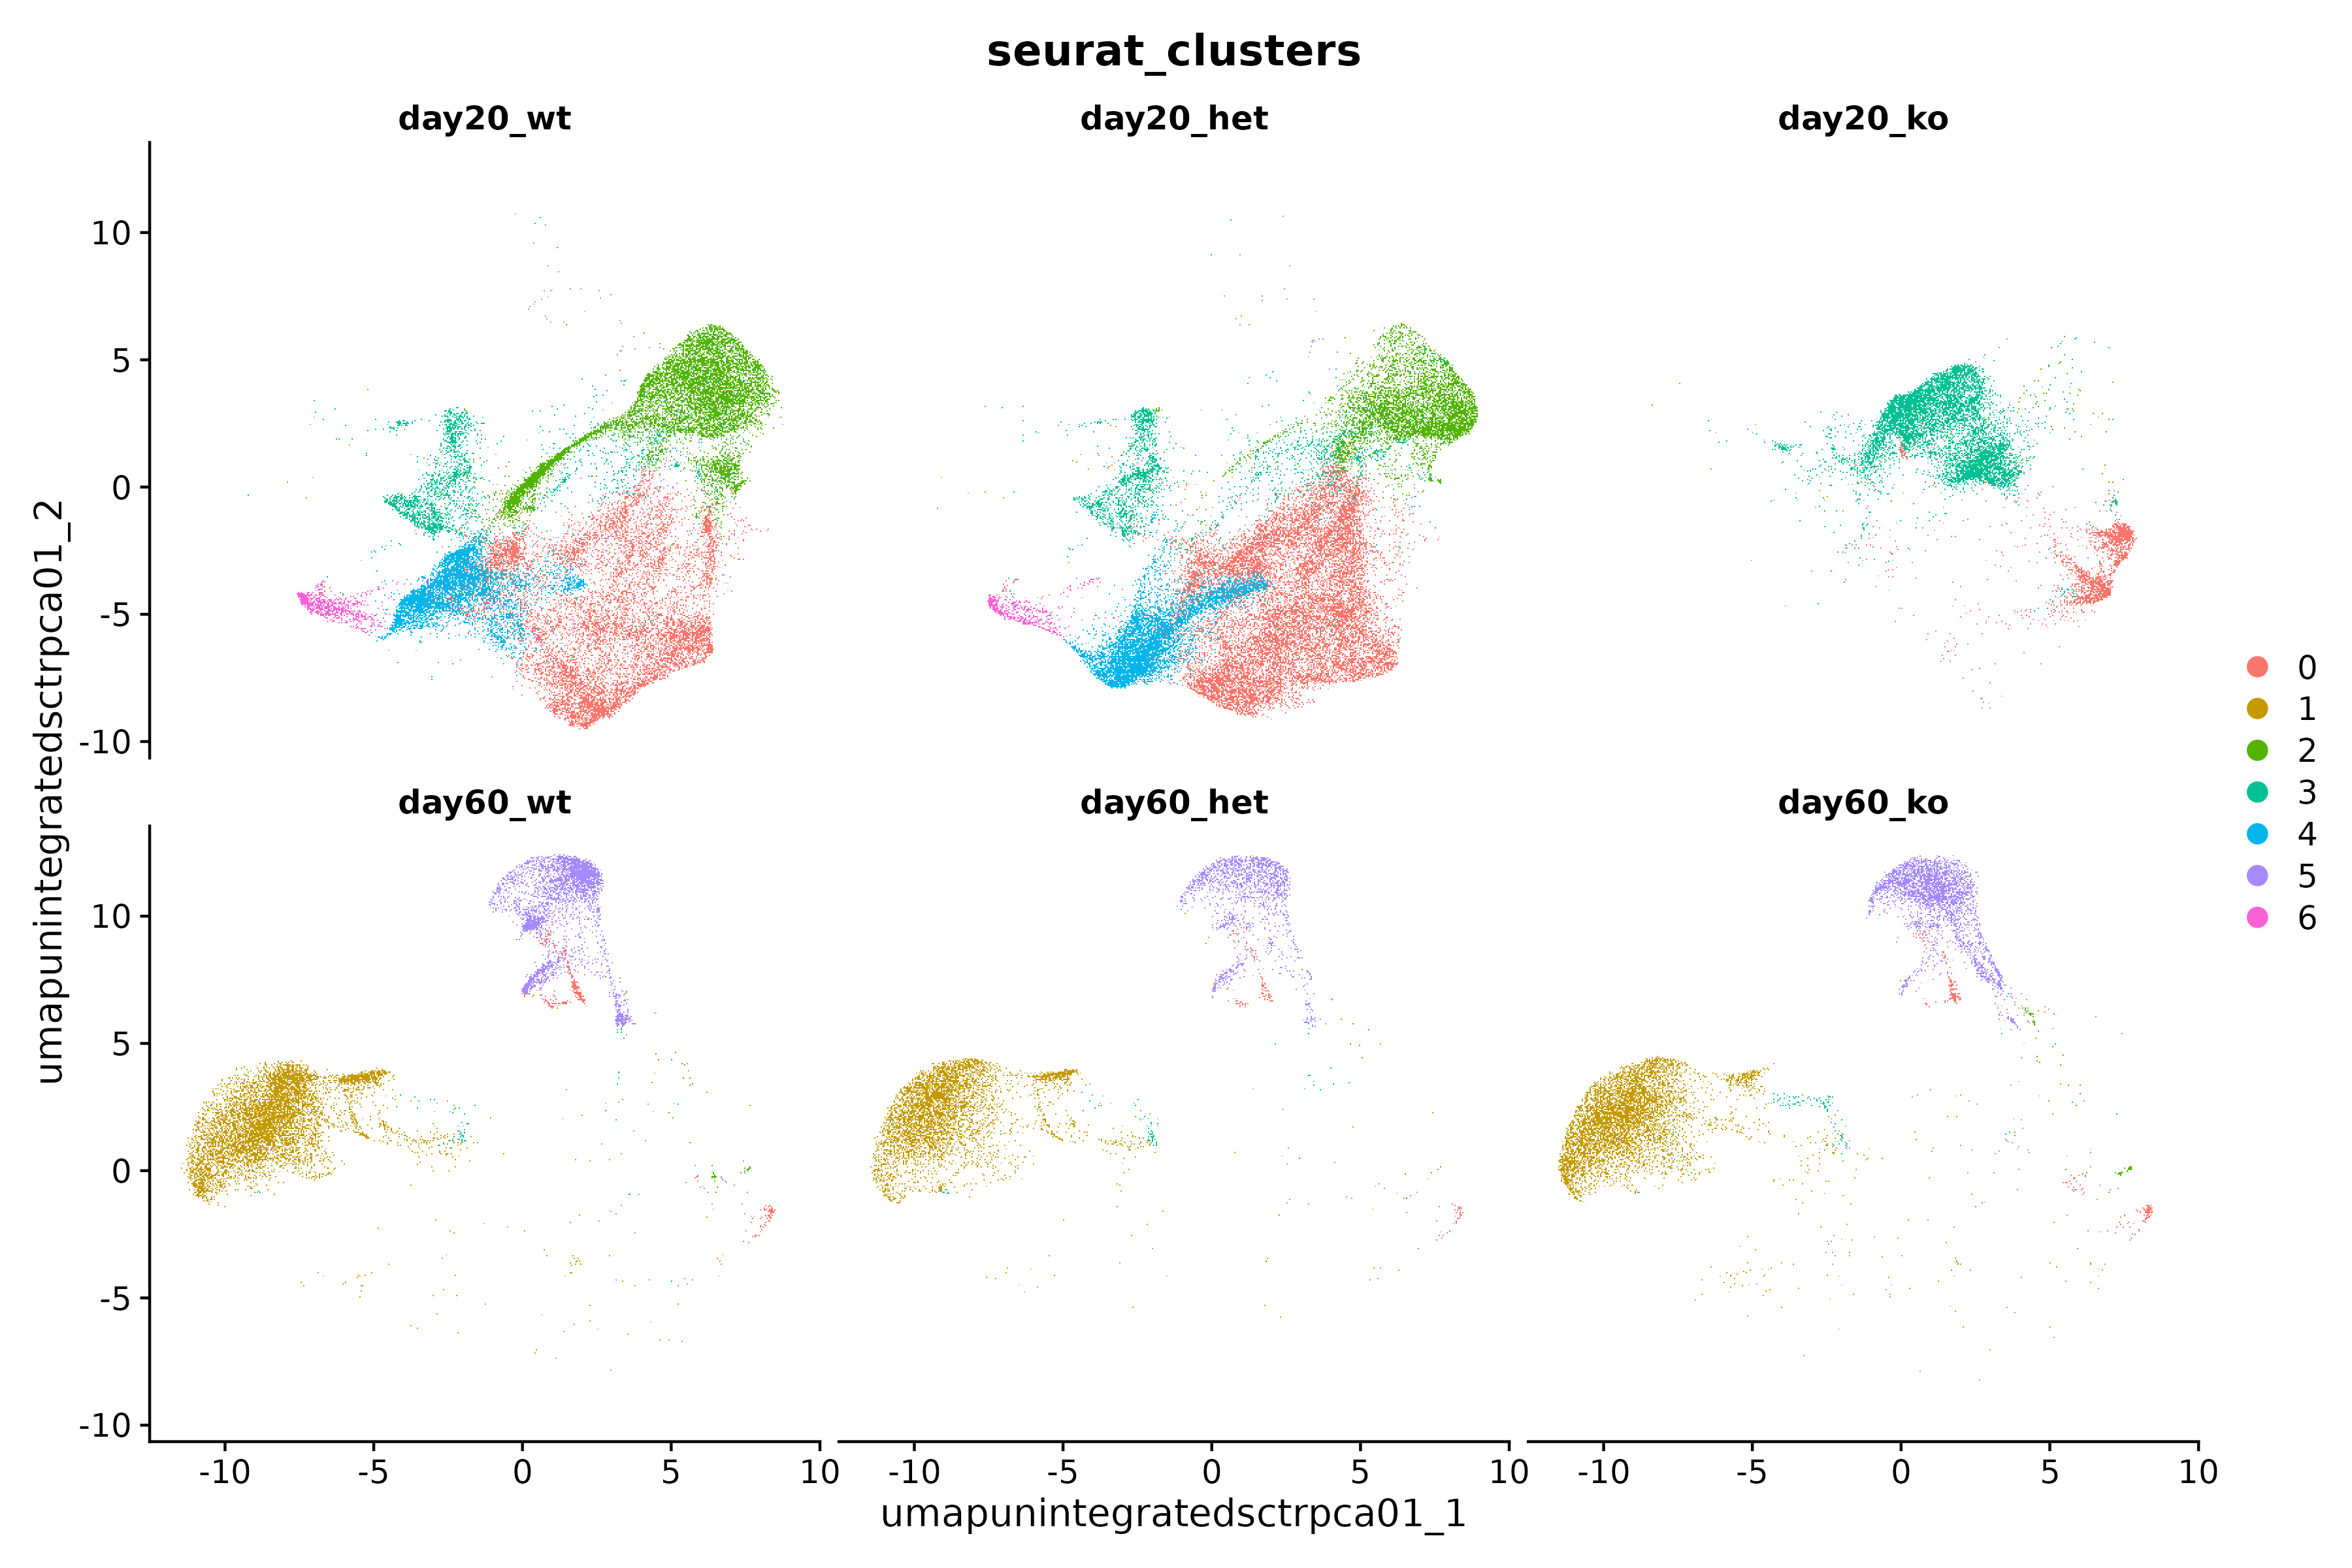 seurat_clusters
day20_wt
day20_het
day20_ko
10
5
0
-5
-10
day60_wt
day60_het
day60_ko
10
5
0
-5
-10
-10 -5 0 5 10
-10 -5 0 5 10
-10 -5 0 5 10
umapunintegratedsctrpca01_1
umapunintegratedsctrpca01_2
0
1
2
3
4
5
6